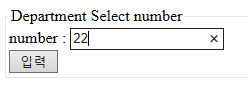 Department Select number
number : 22
입력